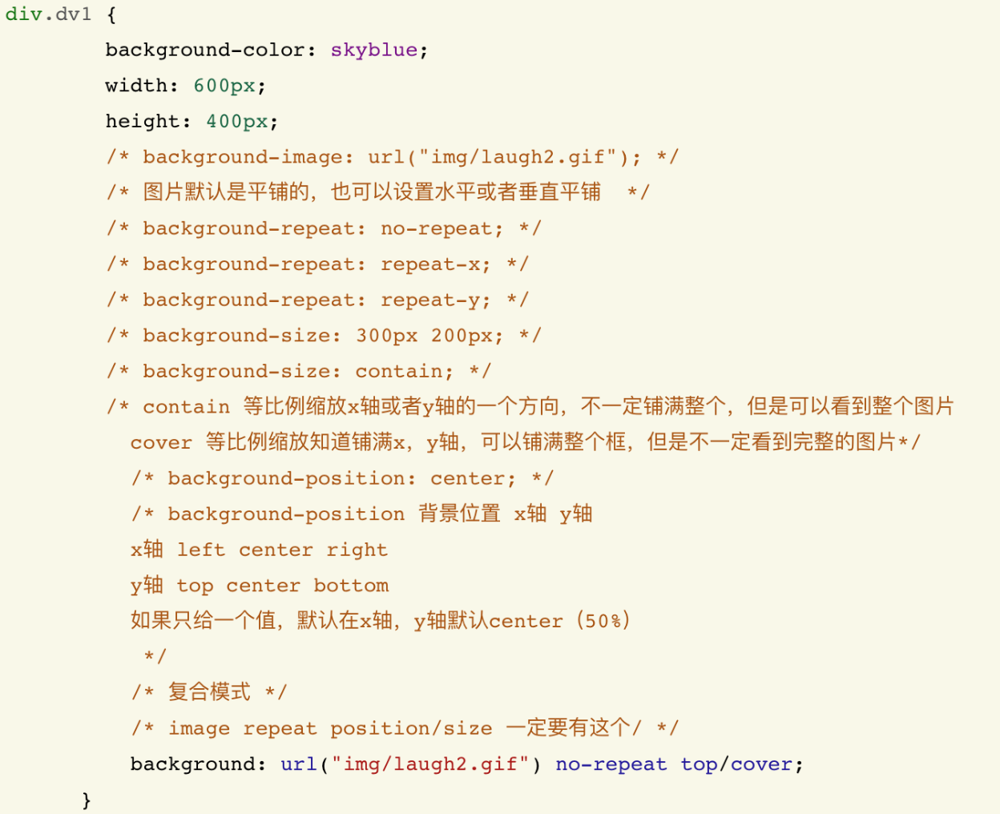 div.dv1 {
background-color: skyblue;
width: 600px;
height: 400px;
/* background-image: url("img/laugh2.gif"); */
/* 图片默认是平铺的，也可以设置水平或者垂直平铺  */
/* background-repeat: no-repeat; */
/* background-repeat: repeat-x; */
/* background-repeat: repeat-y; */
/* background-size: 300px 200px; */
/* background-size: contain; */
/* contain 等比例缩放x轴或者y轴的一个方向，不一定铺满整个，但是可以看到整个图片
cover 等比例缩放知道铺满x，y轴，可以铺满整个框，但是不一定看到完整的图片*/
/* background-position: center; */
/* background-position 背景位置 x轴 y轴
x轴 left center right
y轴 top center bottom
如果只给一个值，默认在x轴，y轴默认center（50%）
*/
/* 复合模式 */
/* image repeat position/size 一定要有这个/ */
background: url("img/laugh2.gif") no-repeat top/cover;
}